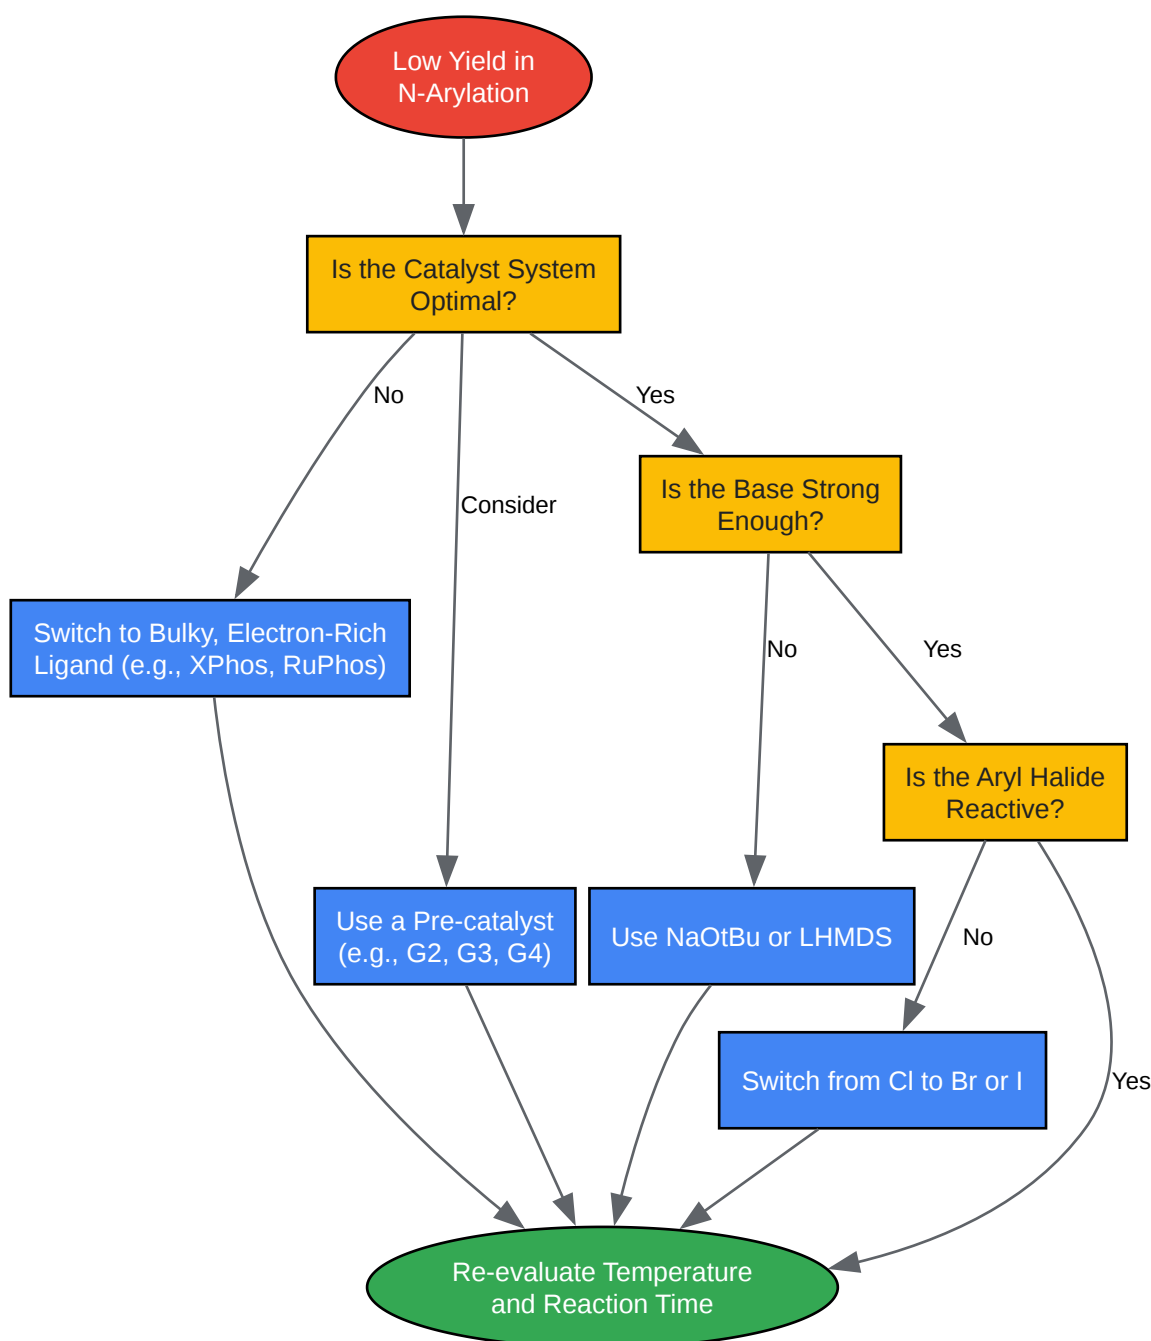 Low Yield in
N-Arylation
Is the Catalyst System
Optimal?
No
Yes
Consider
Is the Base Strong
Enough?
Switch to Bulky, Electron-Rich
Ligand (e.g., XPhos, RuPhos)
No
Yes
Is the Aryl Halide
Reactive?
Use a Pre-catalyst
(e.g., G2, G3, G4)
Use NaOtBu or LHMDS
No
Switch from Cl to Br or I
Yes
Re-evaluate Temperature
and Reaction Time